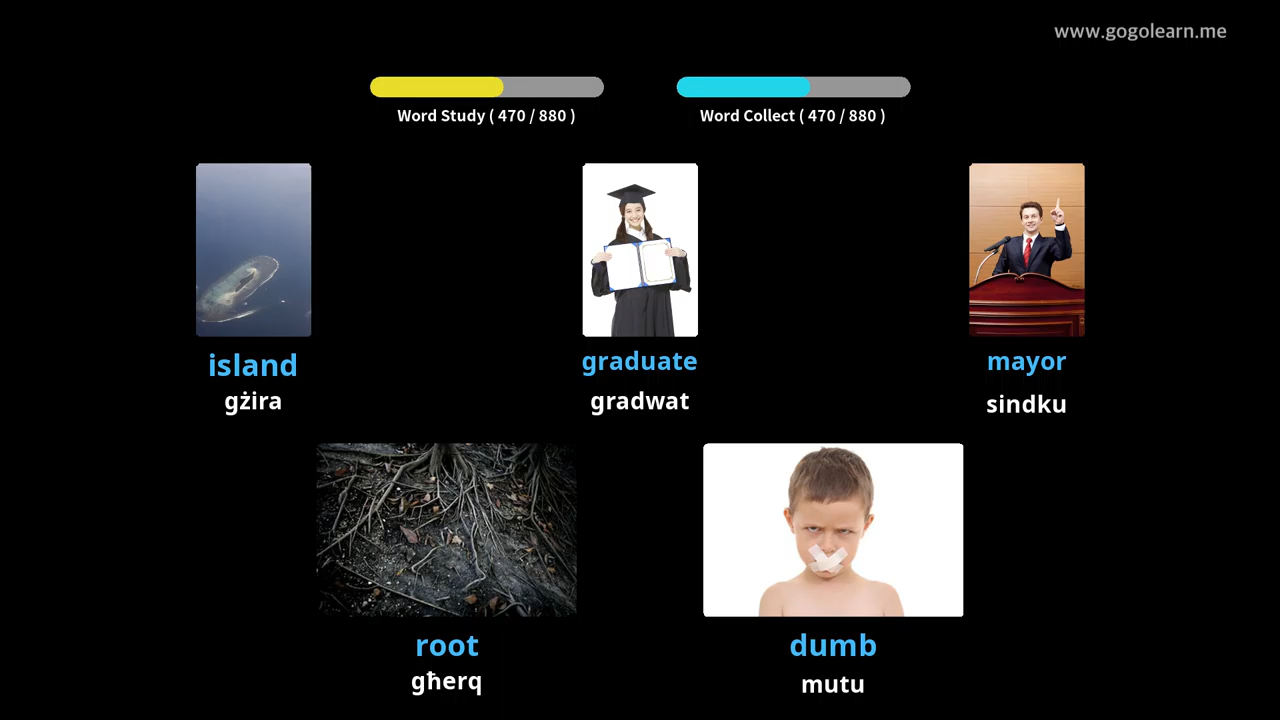 www.gogolearn.me
Word Study ( 470 / 880 )
Word Collect ( 470 / 880 )
island
gżira
graduate
gradwat
mayor
sindku
root
għerq
dumb
mutu